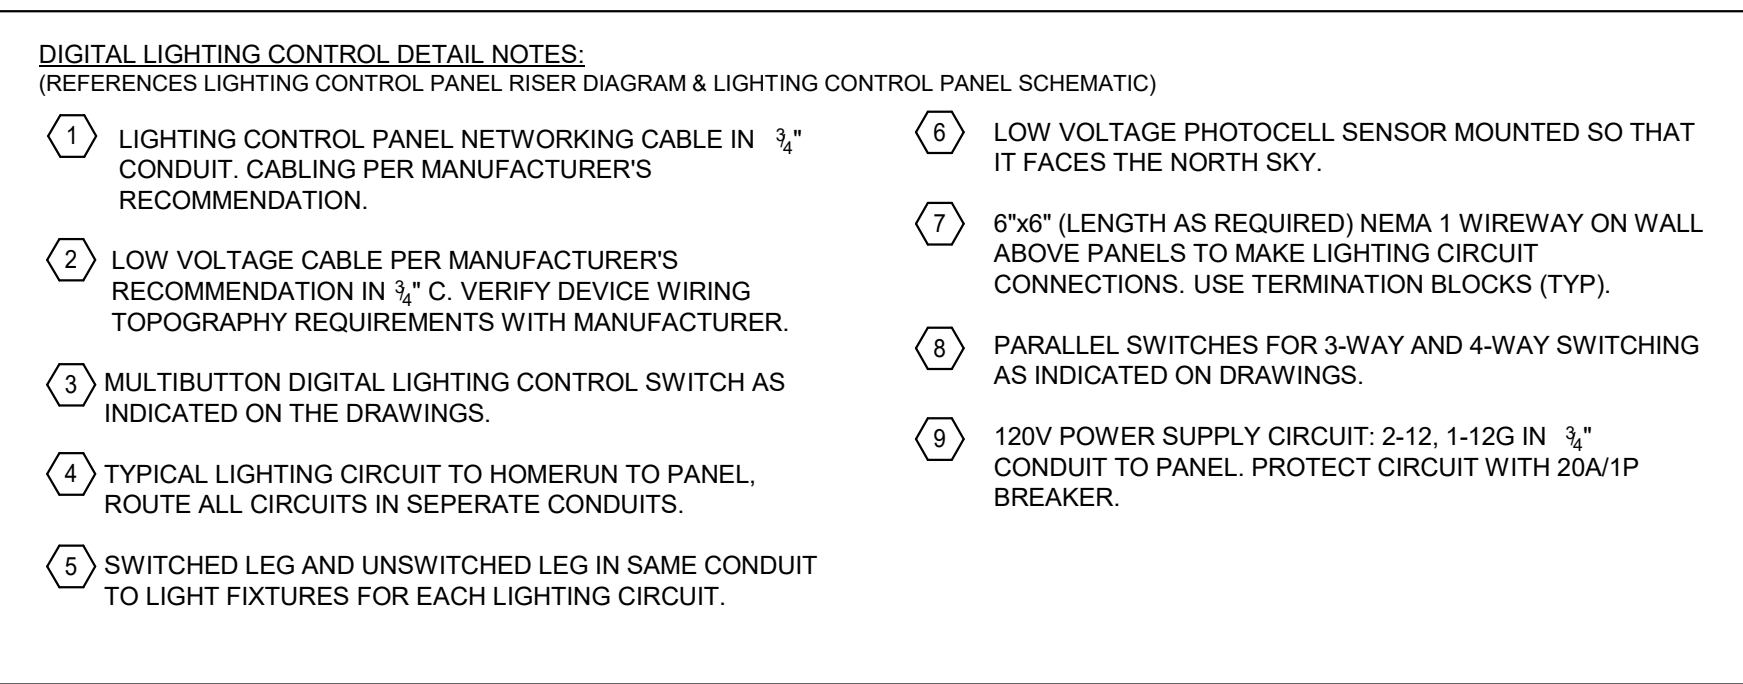 DIGITAL LIGHTING CONTROL DETAIL NOTES:
(REFERENCES LIGHTING CONTROL PANEL RISER DIAGRAM & LIGHTING CONTROL PANEL SCHEMATIC)
1 LIGHTING CONTROL PANEL NETWORKING CABLE IN ¾"
CONDUIT. CABLING PER MANUFACTURER'S
RECOMMENDATION.
2 LOW VOLTAGE CABLE PER MANUFACTURER'S
RECOMMENDATION IN ¾" C. VERIFY DEVICE WIRING
TOPOGRAPHY REQUIREMENTS WITH MANUFACTURER.
3 MULTIBUTTON DIGITAL LIGHTING CONTROL SWITCH AS
INDICATED ON THE DRAWINGS.
4 TYPICAL LIGHTING CIRCUIT TO HOMERUN TO PANEL,
ROUTE ALL CIRCUITS IN SEPERATE CONDUITS.
5 SWITCHED LEG AND UNSWITCHED LEG IN SAME CONDUIT
TO LIGHT FIXTURES FOR EACH LIGHTING CIRCUIT.
6 LOW VOLTAGE PHOTOCELL SENSOR MOUNTED SO THAT
IT FACES THE NORTH SKY.
7 6"x6" (LENGTH AS REQUIRED) NEMA 1 WIREWAY ON WALL
ABOVE PANELS TO MAKE LIGHTING CIRCUIT
CONNECTIONS. USE TERMINATION BLOCKS (TYP).
8 PARALLEL SWITCHES FOR 3-WAY AND 4-WAY SWITCHING
AS INDICATED ON DRAWINGS.
9 120V POWER SUPPLY CIRCUIT: 2-12, 1-12G IN ¾"
CONDUIT TO PANEL. PROTECT CIRCUIT WITH 20A/1P
BREAKER.